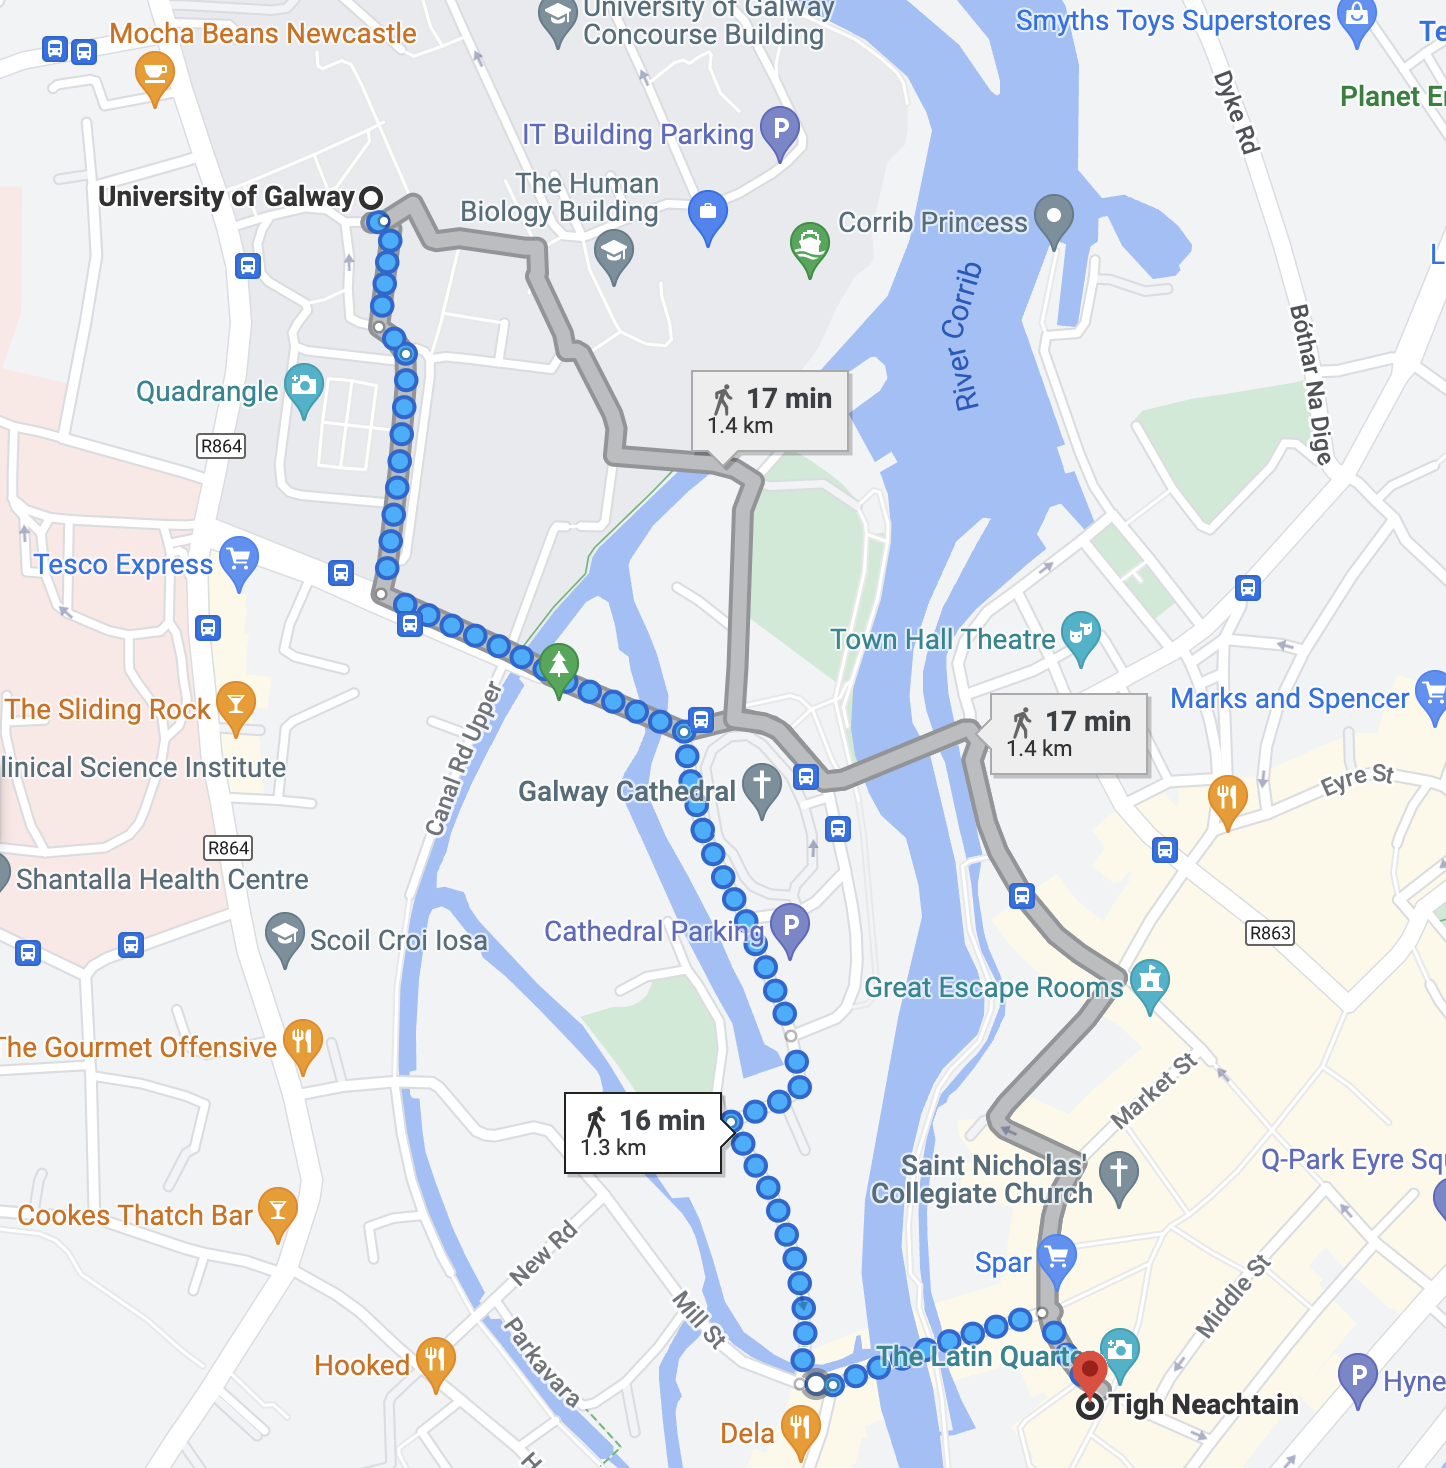 University of Galway
Concourse Building
Smyths Toys Superstores
Te
Mocha Beans Newcastle
Planet E
Dyke Rd
IT Building Parking
P
The Human
Biology Building
University of Galway
Corrib Princess
L
River Corrib
Bóthar Na Dige
Quadrangle
17 min
1.4 km
R864
Tesco Express
Town Hall Theatre
The Sliding Rock
Marks and Spencer
17 min
1.4 km
Canal Rd Upper
linical Science Institute
Galway Cathedral
Eyre St
R864
Shantalla Health Centre
Cathedral Parking
P
R863
Scoil Croi Iosa
Great Escape Rooms
The Gourmet Offensive
Market St
16 min
1.3 km
Saint Nicholas'
Collegiate Church
Q-Park Eyre Squ
Cookes Thatch Bar
New Rd
Spar
Middle St
Mill St
Parkavara
Hooked
The Latin Quarte
P
Hyne
Tigh Neachtain
Dela
H